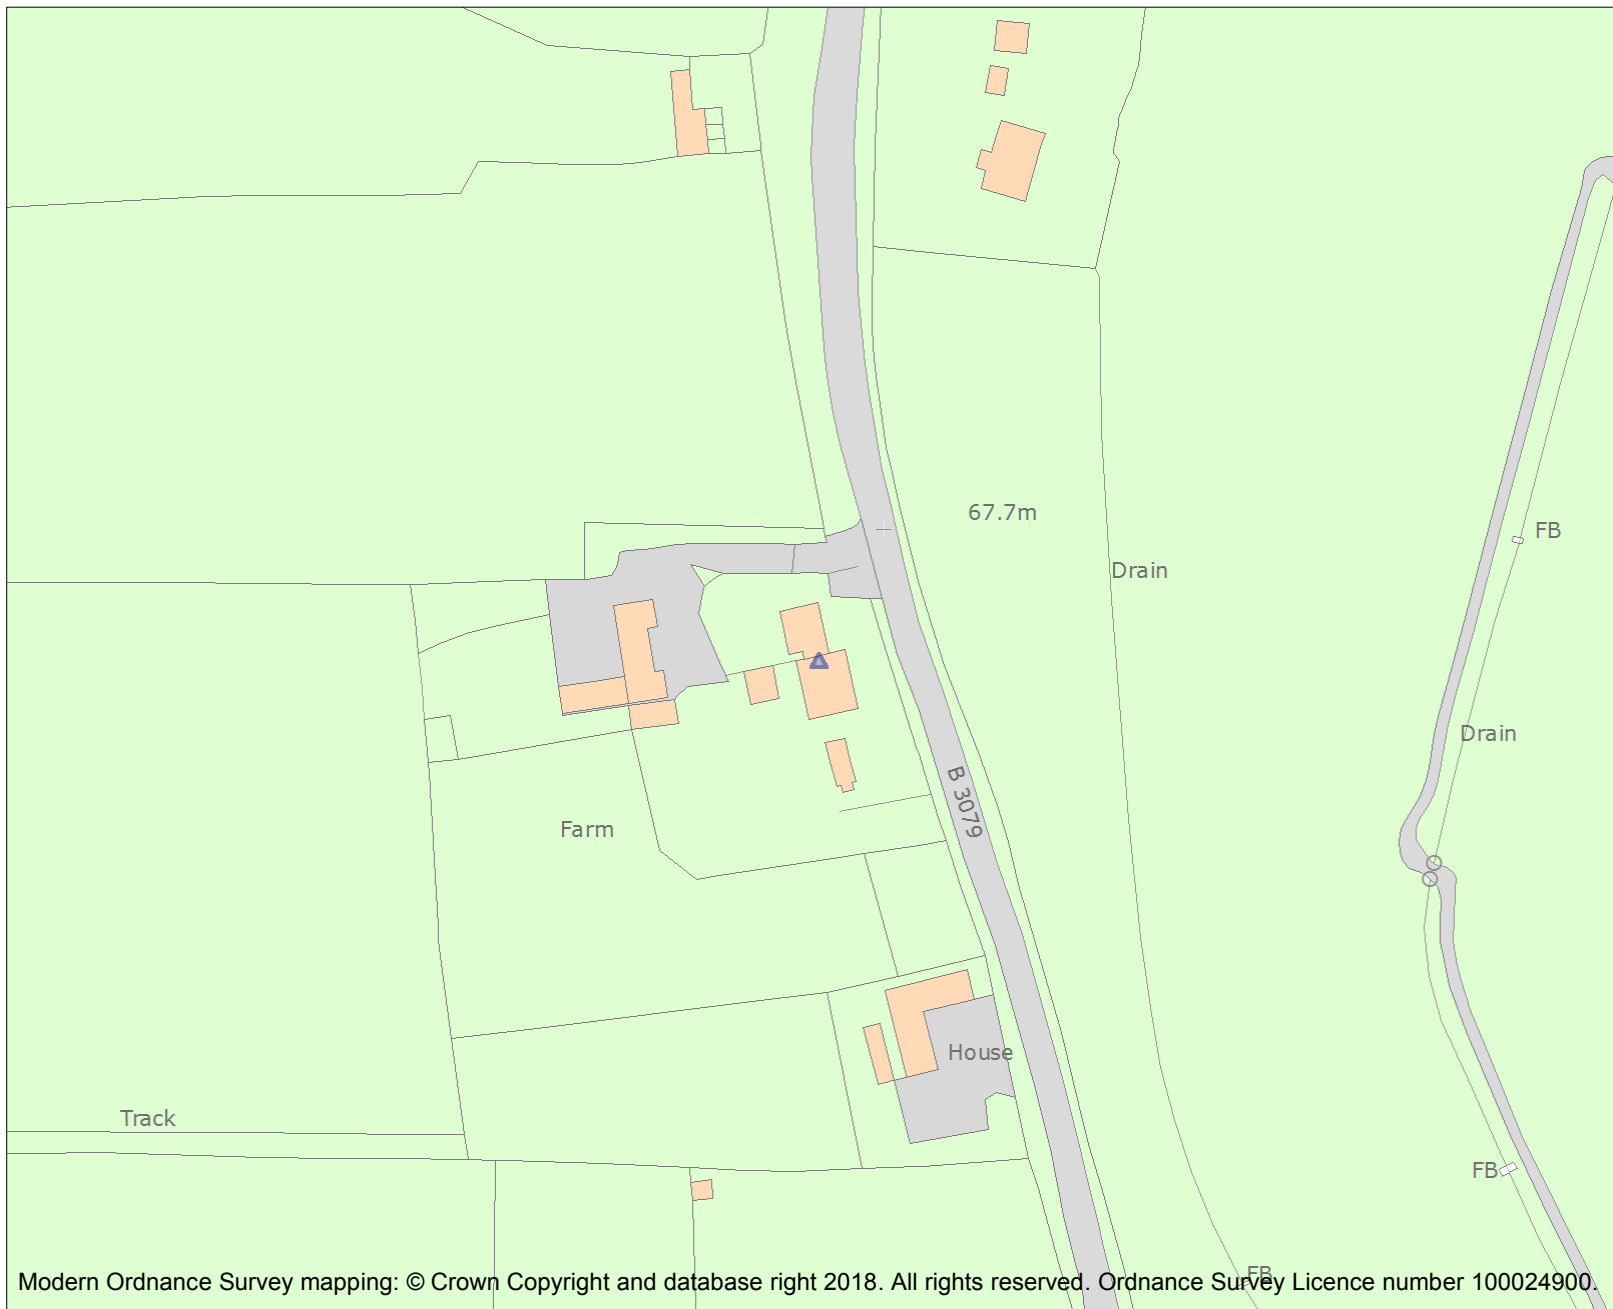 67.7m
FB
Drain
Drain
B 3079
Farm
House
Track
FB
FB
Modern Ordnance Survey mapping: © Crown Copyright and database right 2018. All rights reserved. Ordnance Survey Licence number 100024900.